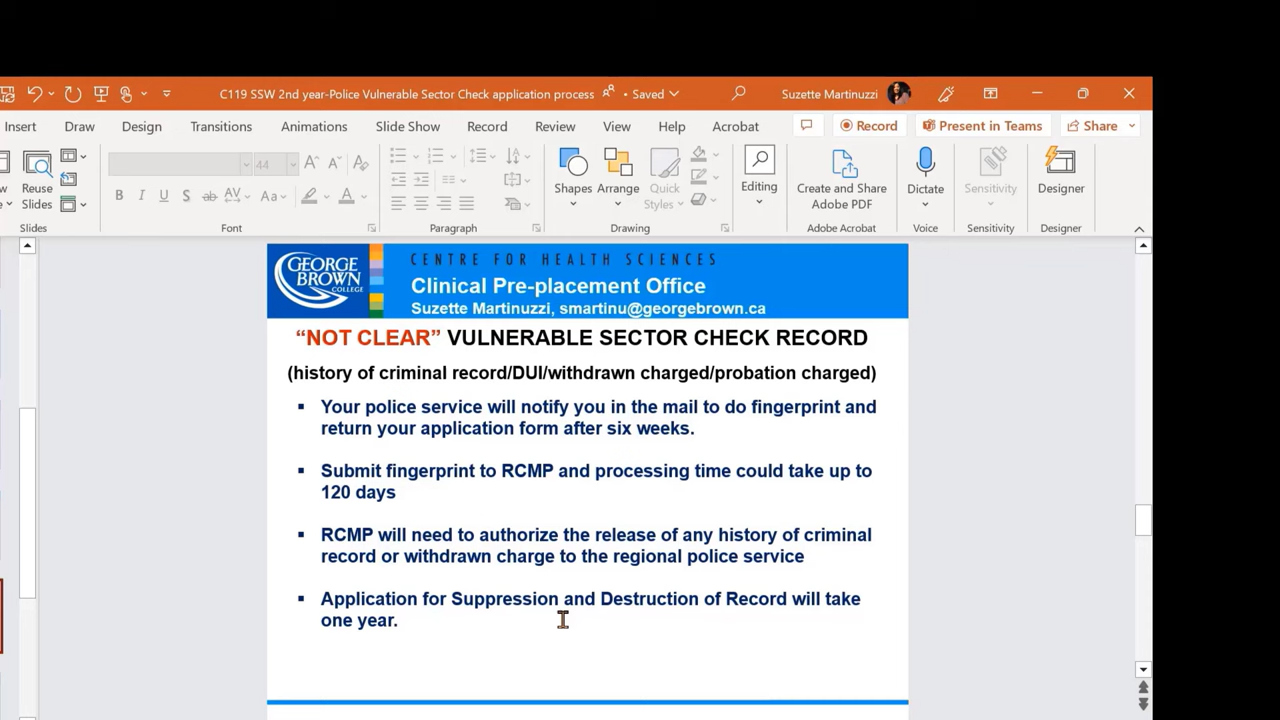 C119 SSW 2nd year-Police Vulnerable Sector Check application process • Saved
Suzette Martinuzzi
Insert Draw Design Transitions Animations Slide Show Record Review View Help Acrobat Record Present in Teams Share
44
Reuse Slides
Shapes Arrange Quick Styles
Editing
Create and Share Adobe PDF
Dictate
Sensitivity
Designer
Slides Font Paragraph Drawing Adobe Acrobat Voice Sensitivity Designer
GEORGE BROWN COLLEGE
CENTRE FOR HEALTH SCIENCES
Clinical Pre-placement Office
Suzette Martinuzzi, smartinu@georgebrown.ca
“NOT CLEAR” VULNERABLE SECTOR CHECK RECORD
(history of criminal record/DUI/withdrawn charged/probation charged)
▪ Your police service will notify you in the mail to do fingerprint and
return your application form after six weeks.
▪ Submit fingerprint to RCMP and processing time could take up to
120 days
▪ RCMP will need to authorize the release of any history of criminal
record or withdrawn charge to the regional police service
▪ Application for Suppression and Destruction of Record will take
one year.